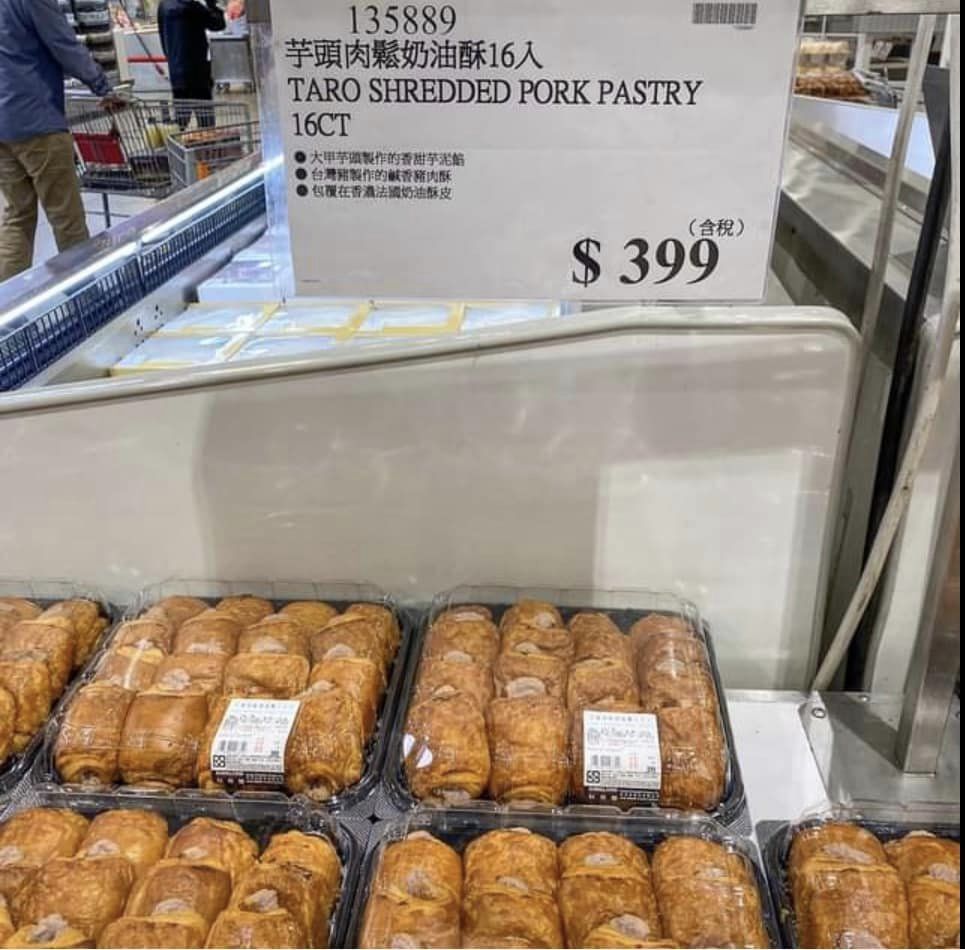 135889
芋頭肉鬆奶油酥16入
TARO SHREDDED PORK PASTRY
16CT
● 大甲芋頭製作的香甜芋泥餡
● 台灣豬製作的鹹香豬肉酥
● 包覆在香濃法國奶油酥皮
（含稅）
$ 399